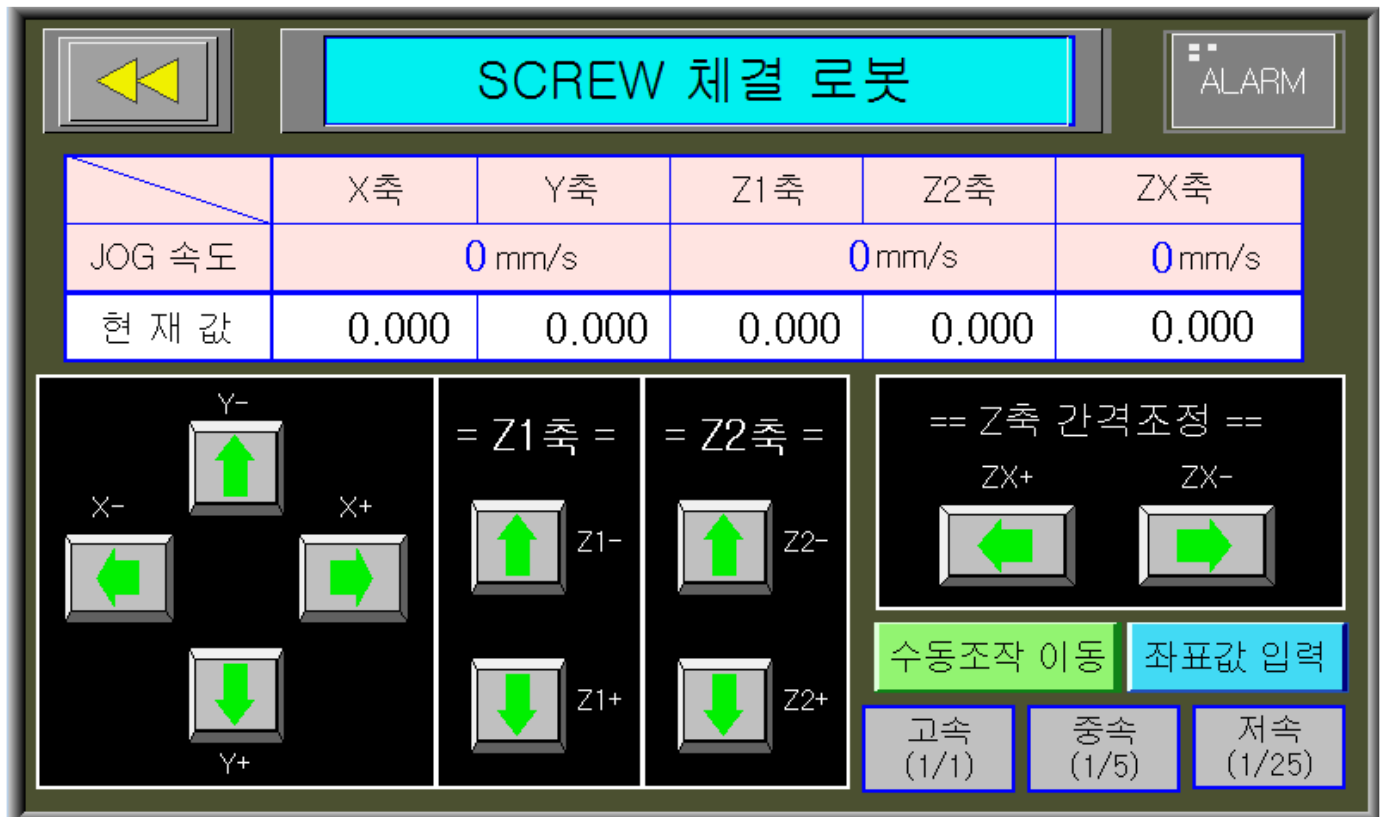 SCREW 체결 로봇
ALARM
X축 Y축 Z1축 Z2축 ZX축
JOG 속도 0 mm/s 0 mm/s 0 mm/s
현 재 값 0.000 0.000 0.000 0.000 0.000
Y-
X- X+
Y+
= Z1축 =
Z1-
Z1+
= Z2축 =
Z2-
Z2+
== Z축 간격조정 ==
ZX+ ZX-
수동조작 이동 좌표값 입력
고속
(1/1)
중속
(1/5)
저속
(1/25)